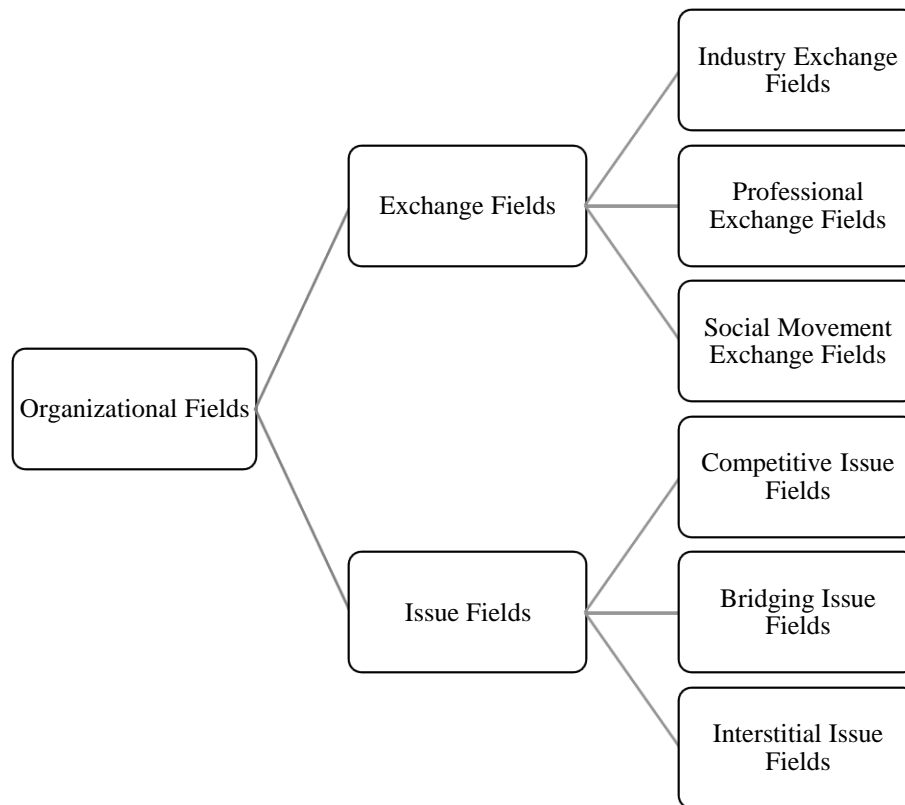 Industry Exchange
Fields
Exchange Fields
Professional
Exchange Fields
Social Movement
Exchange Fields
Organizational Fields
Competitive Issue
Fields
Issue Fields
Bridging Issue
Fields
Interstitial Issue
Fields